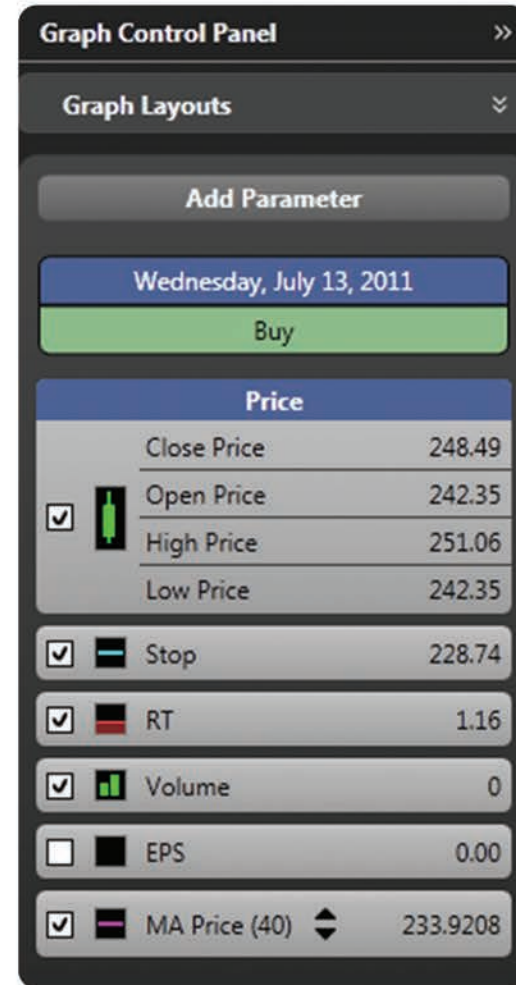 Graph Control Panel »
Graph Layouts
Add Parameter
Wednesday, July 13, 2011
Buy
Price
Close Price 248.49
Open Price 242.35
High Price 251.06
Low Price 242.35
Stop 228.74
RT 1.16
Volume 0
EPS 0.00
MA Price (40) 233.9208